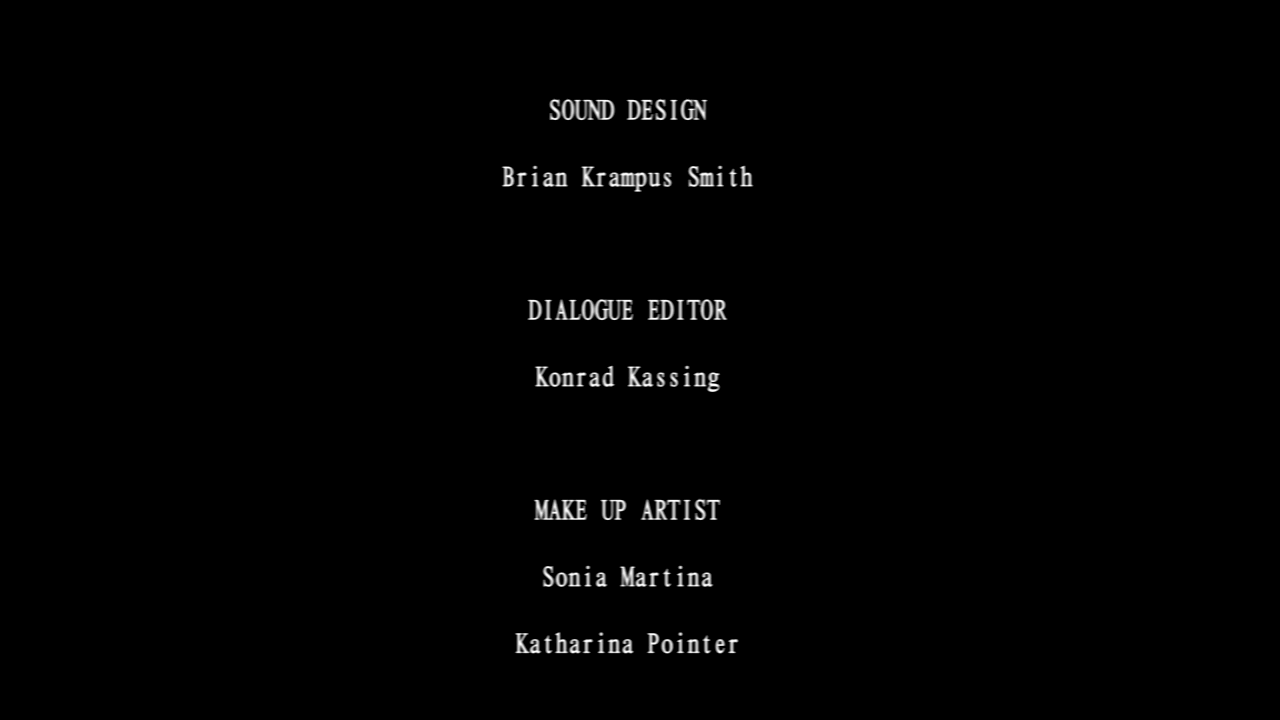 SOUND DESIGN
Brian Krampus Smith
DIALOGUE EDITOR
Konrad Kassing
MAKE UP ARTIST
Sonia Martina
Katharina Pointer